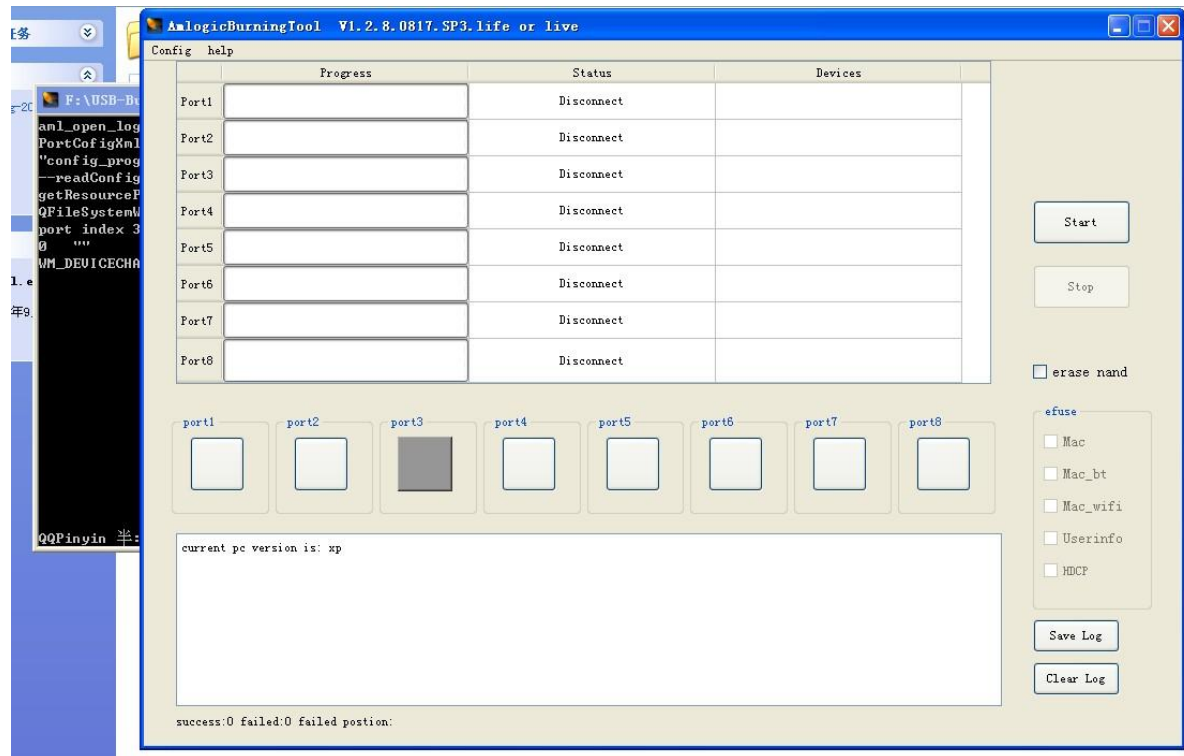 AmlogicBurningTool V1.2.8.0817.SP3.life or live
Config help
Progress Status Devices
Port1 Disconnect
Port2 Disconnect
Port3 Disconnect
Port4 Disconnect
Port5 Disconnect
Port6 Disconnect
Port7 Disconnect
Port8 Disconnect
Start
Stop
erase nand
efuse
Mac
Mac_bt
Mac_wifi
Userinfo
HDCP
Save Log
Clear Log
port1 port2 port3 port4 port5 port6 port7 port8
current pc version is: xp
success:0 failed:0 failed postion:
任务
F:\USB-Bu
aml_open_log
PortCofigXml
"config_prog
--readConfig
getResourceP
QFileSystemW
port index 3
0 ""
WM_DEVICECHA
QQPinyin 半:
l.e
年9